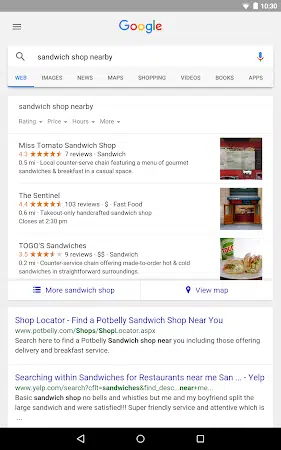 10:30
Google
sandwich shop nearby
WEB IMAGES NEWS MAPS SHOPPING VIDEOS BOOKS APPS
sandwich shop nearby
Rating Price Hours More
Miss Tomato Sandwich Shop
4.3 7 reviews · Sandwich
0.5 mi · Local counter-serve chain featuring a menu of gourmet
sandwiches & breakfast in a casual space.
The Sentinel
4.4 103 reviews · $ · Fast Food
0.6 mi · Takeout-only handcrafted-sandwich shop
Closes at 2:30 pm
TOGO'S Sandwiches
3.5 9 reviews · $$ · Sandwich
0.2 mi · Counter-service chain offering made-to-order hot & cold
sandwiches in straightforward surroundings.
More sandwich shop View map
Shop Locator - Find a Potbelly Sandwich Shop Near You
www.potbelly.com/Shops/ShopLocator.aspx
Search here to find a Potbelly Sandwich Shop near you including those offering
delivery and breakfast service.
Searching within Sandwiches for Restaurants near me San ... - Yelp
www.yelp.com/search?cflt=sandwiches&find_desc...near+me...
Basic sandwich shop no bells and whistles but me and my boyfriend split the
large sandwich and were satisfied!!! Super friendly service and attentive which is
...